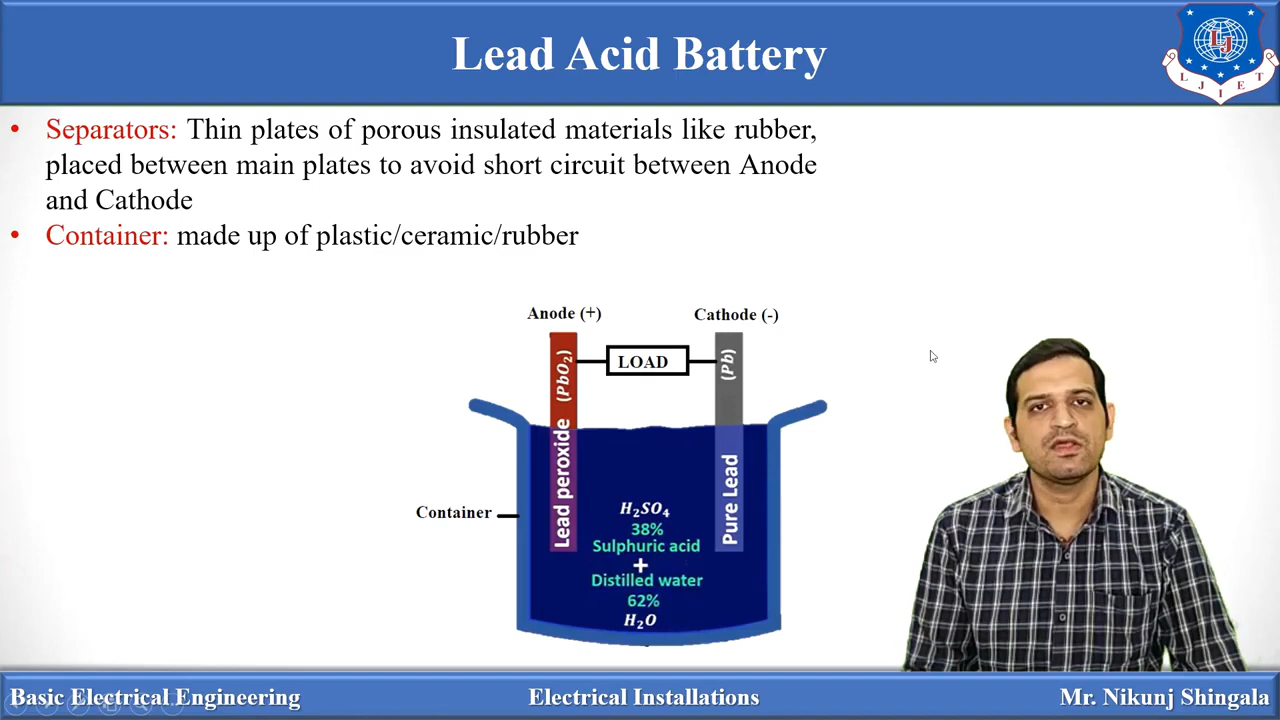 Lead Acid Battery
LJ
L J I E T
• Separators: Thin plates of porous insulated materials like rubber,
placed between main plates to avoid short circuit between Anode
and Cathode
• Container: made up of plastic/ceramic/rubber
Anode (+)
Cathode (-)
LOAD
Lead peroxide (PbO₂)
Pure Lead (Pb)
Container
H₂SO₄
38%
Sulphuric acid
+
Distilled water
62%
H₂O
Basic Electrical Engineering
Electrical Installations
Mr. Nikunj Shingala